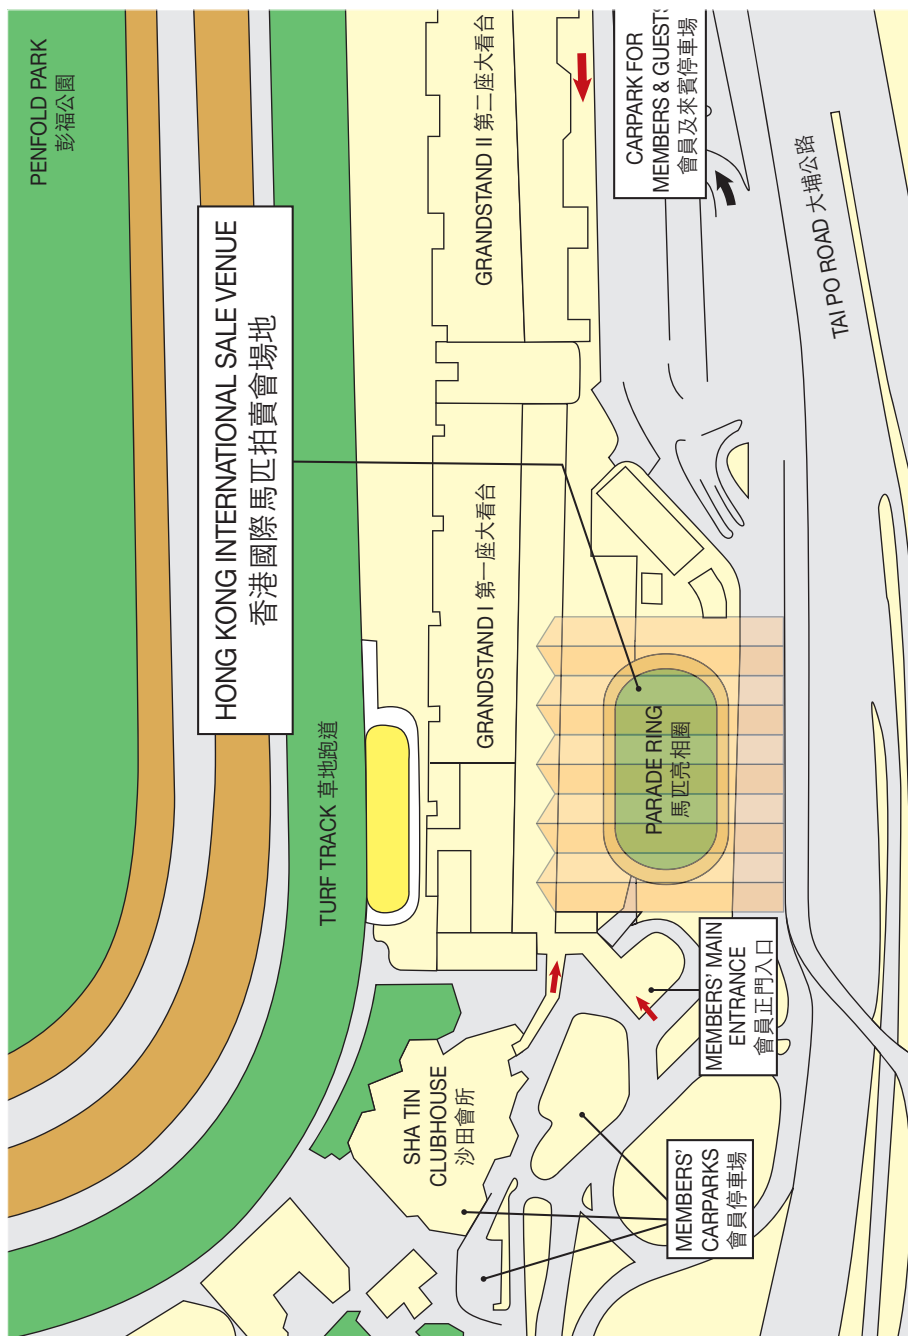 PENFOLD PARK
彭福公園
HONG KONG INTERNATIONAL SALE VENUE
香港國際馬匹拍賣會場地
TURF TRACK 草地跑道
GRANDSTAND II 第二座大看台
GRANDSTAND I 第一座大看台
CARPARK FOR
MEMBERS & GUESTS
會員及來賓停車場
TAI PO ROAD 大埔公路
PARADE RING
馬匹亮相圈
MEMBERS' MAIN
ENTRANCE
會員正門入口
SHA TIN
CLUBHOUSE
沙田會所
MEMBERS'
CARPARKS
會員停車場